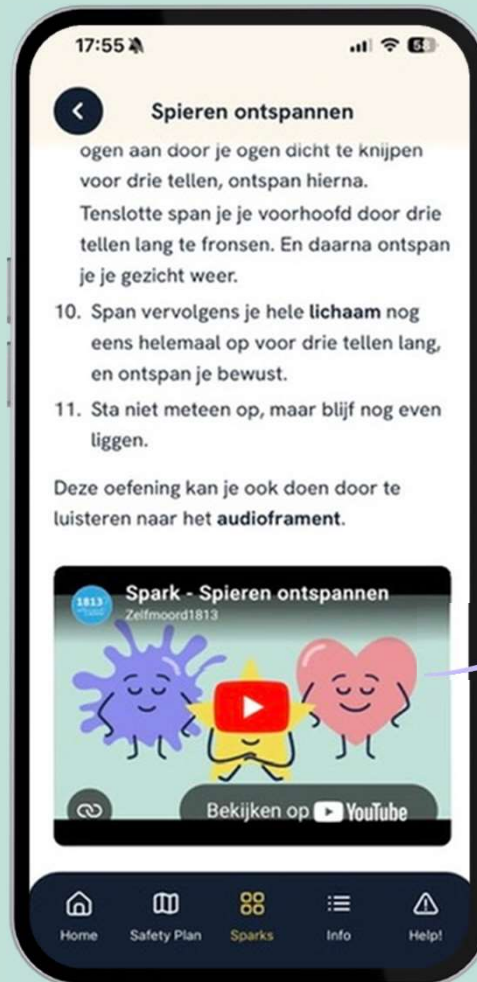 17:55
58
Spieren ontspannen
ogen aan door je ogen dicht te knijpen
voor drie tellen, ontspan hierna.
Tenslotte span je je voorhoofd door drie
tellen lang te fronsen. En daarna ontspan
je je gezicht weer.
10. Span vervolgens je hele lichaam nog
eens helemaal op voor drie tellen lang,
en ontspan je bewust.
11. Sta niet meteen op, maar blijf nog even
liggen.
Deze oefening kan je ook doen door te
luisteren naar het audioframent.
1813
Spark - Spieren ontspannen
Zelfmoord1813
Bekijken op YouTube
Home
Safety Plan
Sparks
Info
Help!